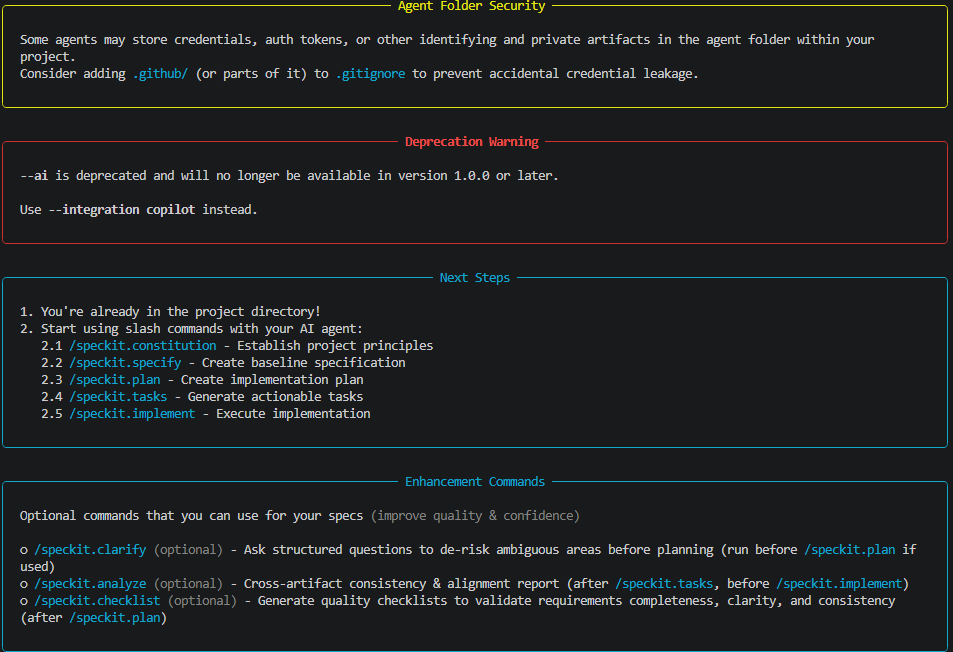 Agent Folder Security
Some agents may store credentials, auth tokens, or other identifying and private artifacts in the agent folder within your
project.
Consider adding .github/ (or parts of it) to .gitignore to prevent accidental credential leakage.
Deprecation Warning
--ai is deprecated and will no longer be available in version 1.0.0 or later.
Use --integration copilot instead.
Next Steps
1. You're already in the project directory!
2. Start using slash commands with your AI agent:
2.1 /speckit.constitution - Establish project principles
2.2 /speckit.specify - Create baseline specification
2.3 /speckit.plan - Create implementation plan
2.4 /speckit.tasks - Generate actionable tasks
2.5 /speckit.implement - Execute implementation
Enhancement Commands
Optional commands that you can use for your specs (improve quality & confidence)
o /speckit.clarify (optional) - Ask structured questions to de-risk ambiguous areas before planning (run before /speckit.plan if
used)
o /speckit.analyze (optional) - Cross-artifact consistency & alignment report (after /speckit.tasks, before /speckit.implement)
o /speckit.checklist (optional) - Generate quality checklists to validate requirements completeness, clarity, and consistency
(after /speckit.plan)